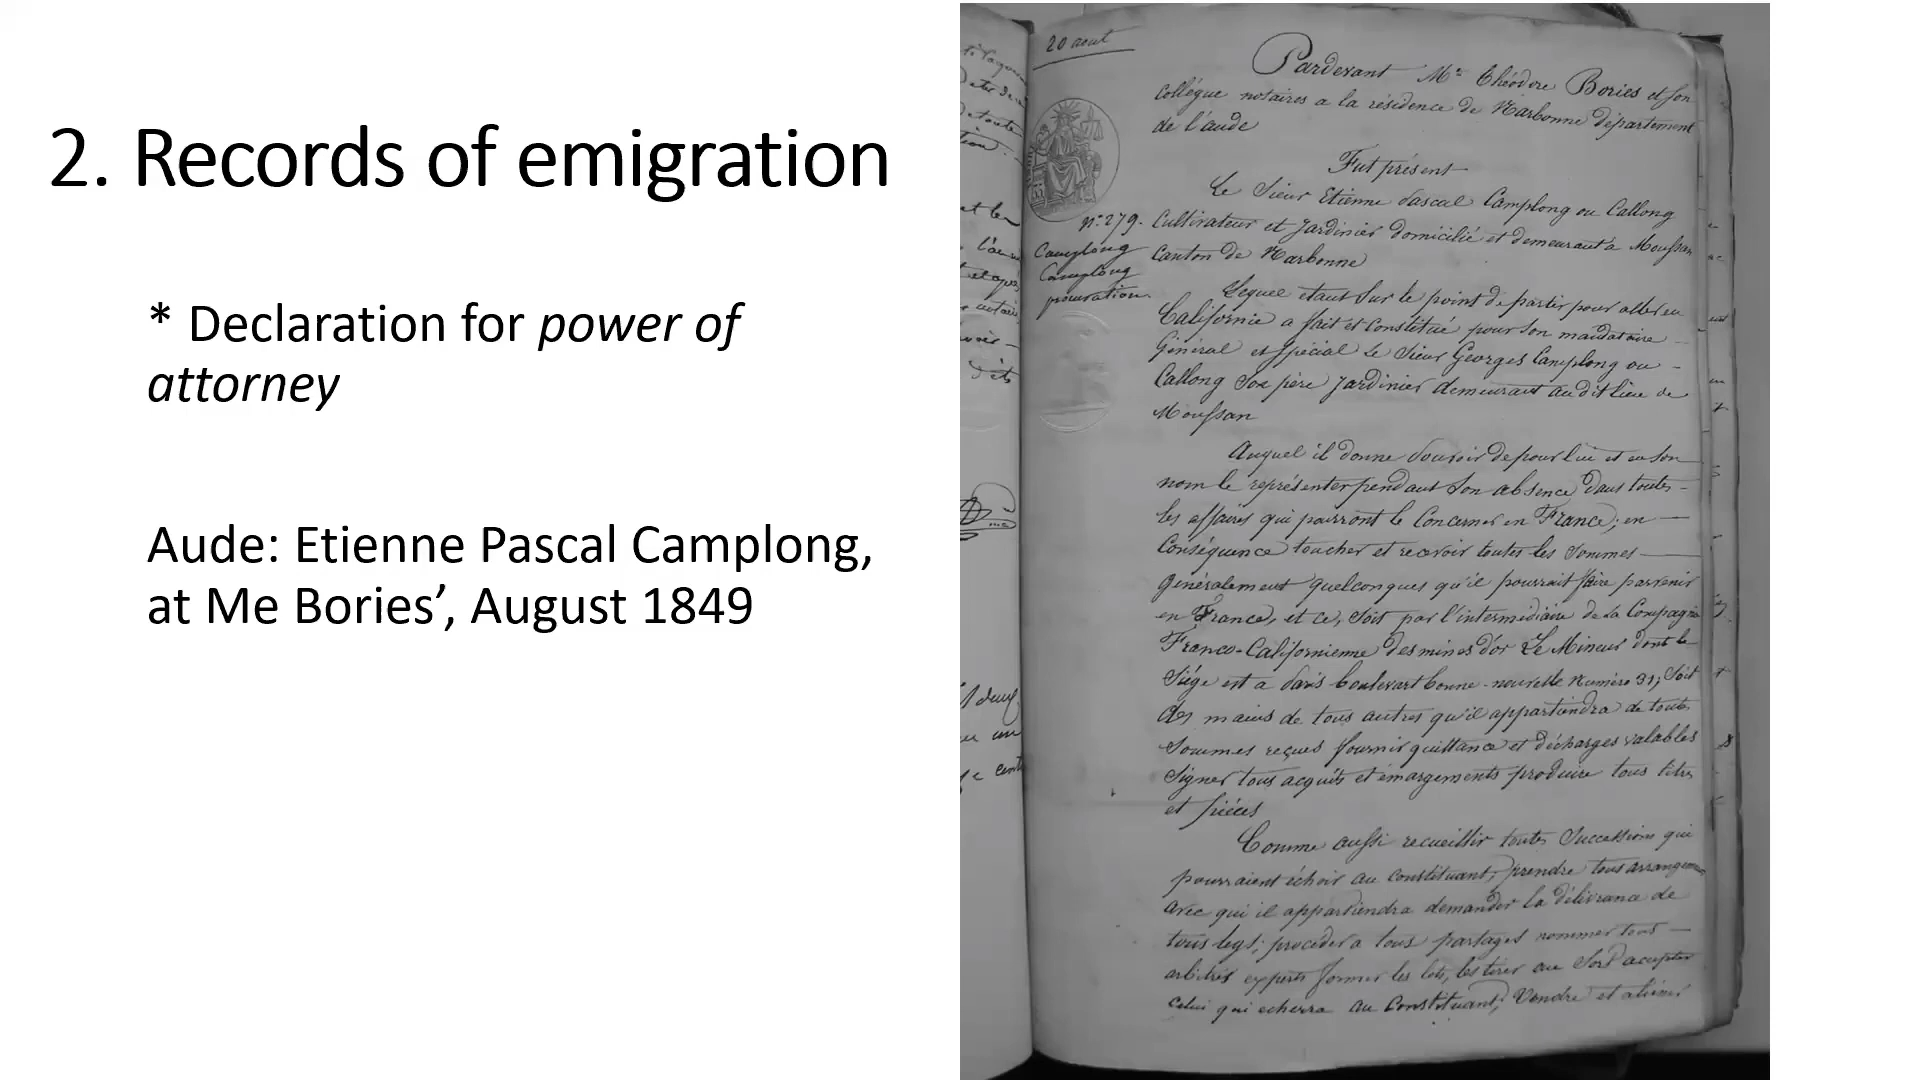 2. Records of emigration
* Declaration for power of
attorney
Aude: Etienne Pascal Camplong,
at Me Bories’, August 1849
20 aout
Pardevant Me Théodore Bories et son
collégue notaires a la résidence de Narbonne département
de l'aude
Fut présent
Le Sieur Etienne Pascal Camplong ou Callong
n° 279. Cultivateur et Jardinier domicilié et demeurant a Moussan
Camplong
canton de Narbonne
Camplong
procuration.
Lequel étant sur le point de partir pour aller en
Californie a fait et constitué pour son mandataire
Général et spécial le Sieur Georges Camplong ou
Callong son père Jardinier demeurant audit lieu de
Moussan
Auquel il donne pouvoir de pour lui et en son
nom le représenter pendant son absence dans toutes
les affaires qui pourront le concerner en France; en
Conséquence toucher et recevoir toutes les Sommes
généralement quelconques qu'il pourrait faire parvenir
en France, et ce, soit par l'intermédiaire de la Compagnie
Franco-Californienne des mines d'or Le Mineur dont le
Siége est a Paris boulevart bonne-nouvelle numéro 31; soit
des mains de tous autres qu'il appartiendra de toutes
Sommes reçues fournir quittance et décharges valables
Signer tous acquits et émargements produire tous titres
et piéces
Comme aussi recueillir toutes Successions qui
pourraient échoir au constituant, prendre tous arrangemens
avec qui il appartiendra demander la délivrance de
tous legs; procéder a tous partages nommer tous
arbitres experts former les lots, les tirer au Sort accepter
celui qui echerra au Constituant; Vendre et aliéner